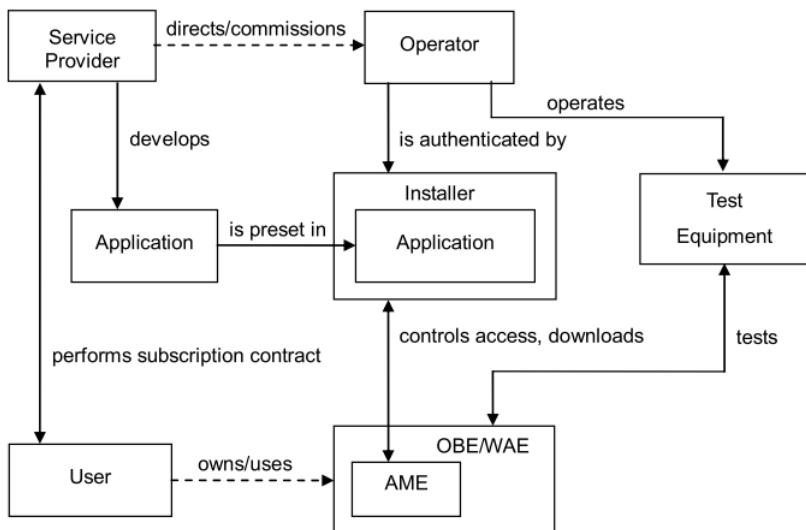 Service
Provider
directs/commissions
Operator
operates
develops
is authenticated by
Installer
Application
is preset in
Application
Test
Equipment
performs subscription contract
controls access, downloads
tests
User
owns/uses
OBE/WAE
AME